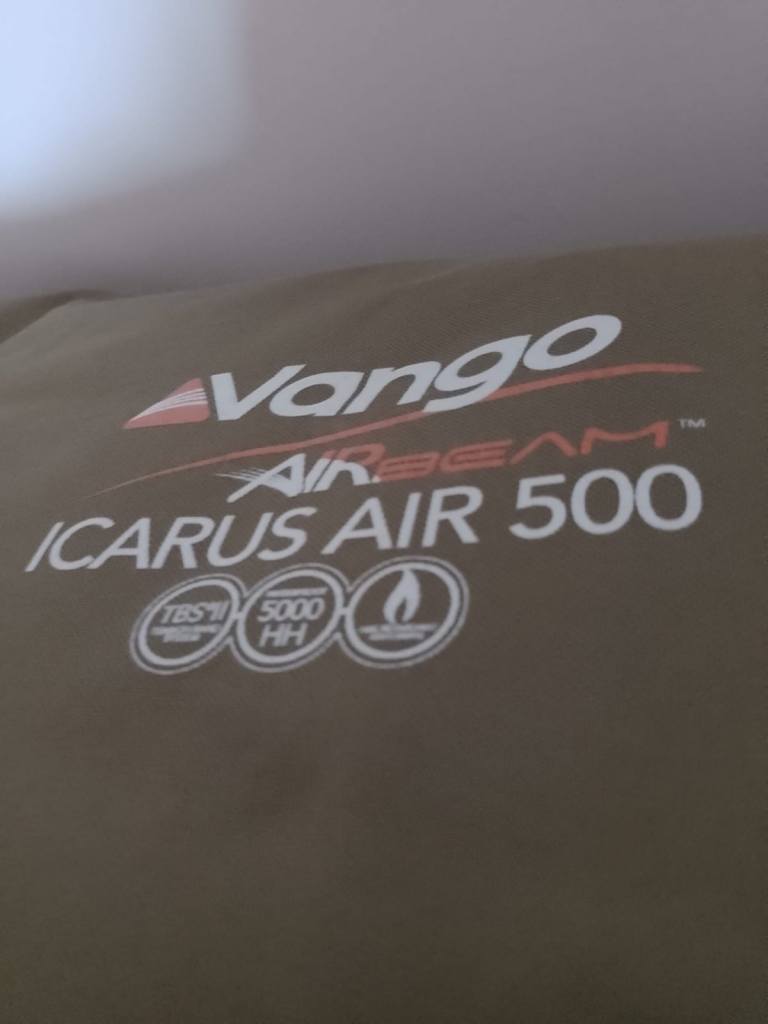 Vango
AIRBEAM™
ICARUS AIR 500
TBS®II
5000
HH